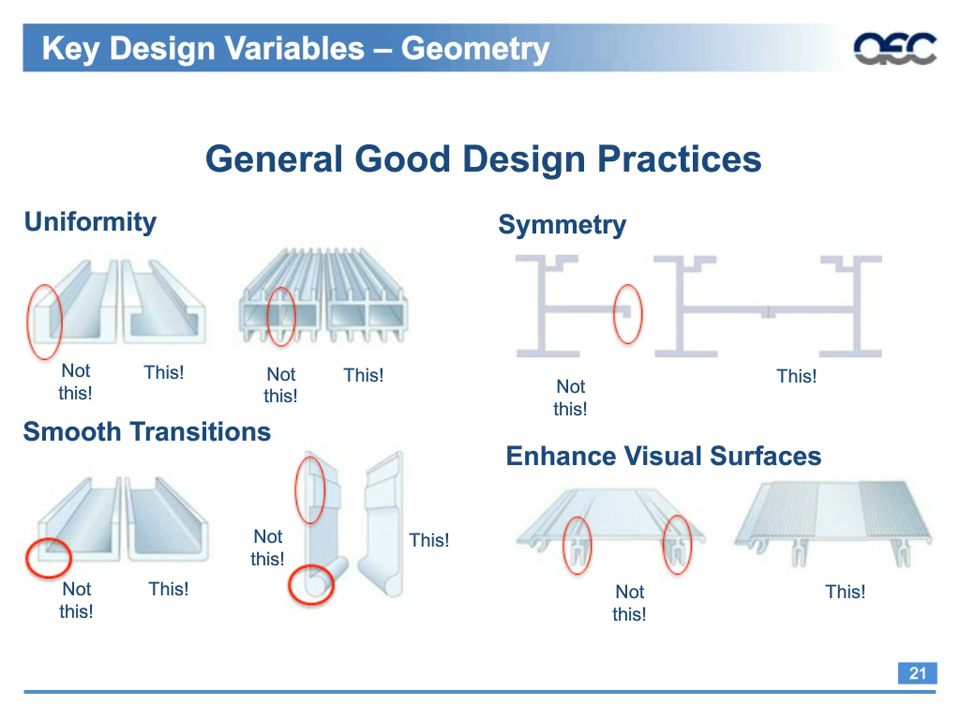 Key Design Variables – Geometry
AEC
General Good Design Practices
Uniformity
Not
this!
This!
Not
this!
This!
Symmetry
Not
this!
This!
Smooth Transitions
Not
this!
This!
Not
this!
This!
Enhance Visual Surfaces
Not
this!
This!
21